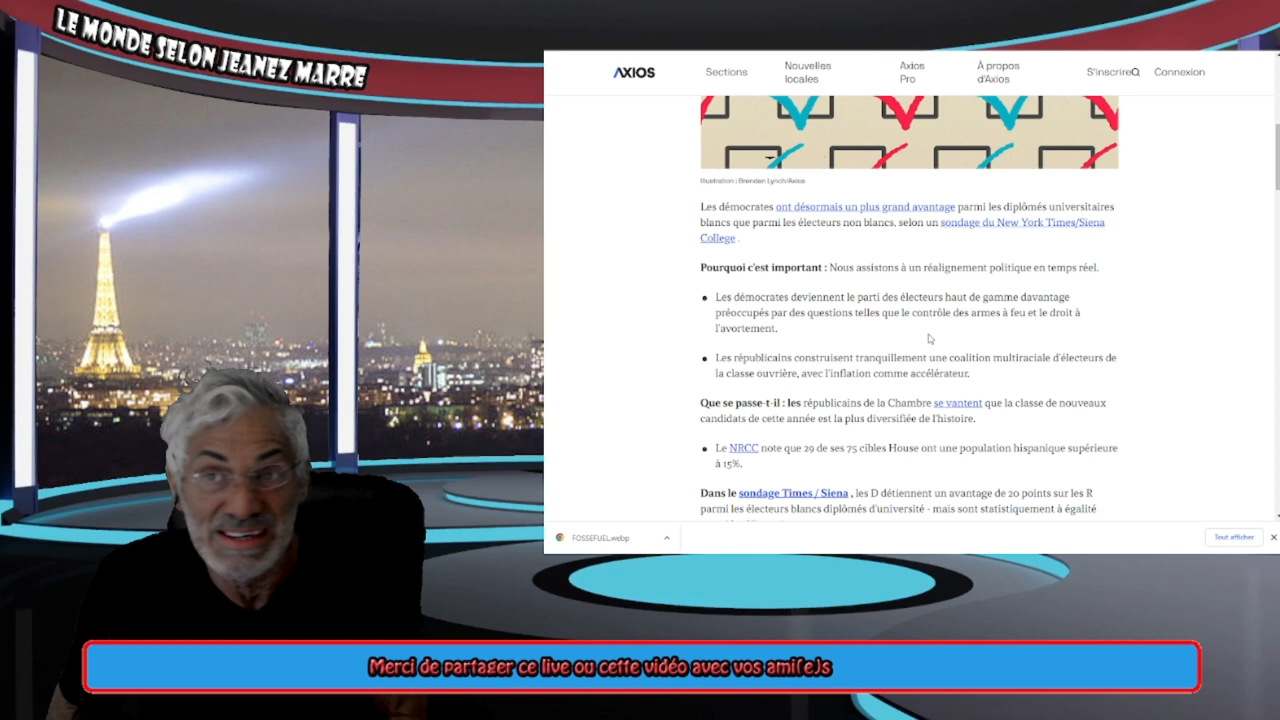 LE MONDE SELON JEANEZ MARRE
AXIOS
Sections
Nouvelles
locales
Axios
Pro
À propos
d'Axios
S'inscrire
Connexion
Illustration : Brendan Lynch/Axios
Les démocrates ont désormais un plus grand avantage parmi les diplômés universitaires
blancs que parmi les électeurs non blancs, selon un sondage du New York Times/Siena
College .
Pourquoi c'est important : Nous assistons à un réalignement politique en temps réel.
Les démocrates deviennent le parti des électeurs haut de gamme davantage
préoccupés par des questions telles que le contrôle des armes à feu et le droit à
l'avortement.
Les républicains construisent tranquillement une coalition multiraciale d'électeurs de
la classe ouvrière, avec l'inflation comme accélérateur.
Que se passe-t-il : les républicains de la Chambre se vantent que la classe de nouveaux
candidats de cette année est la plus diversifiée de l'histoire.
Le NRCC note que 29 de ses 75 cibles House ont une population hispanique supérieure
à 15%.
Dans le sondage Times / Siena , les D détiennent un avantage de 20 points sur les R
parmi les électeurs blancs diplômés d'université - mais sont statistiquement à égalité
FOSSEFUEL.webp
Tout afficher
Merci de partager ce live ou cette vidéo avec vos ami(e)s